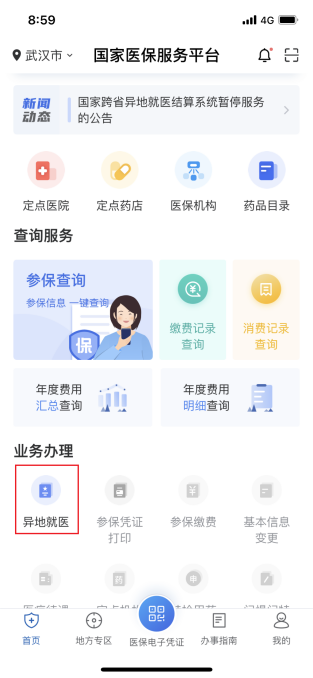 8:59
4G
武汉市
国家医保服务平台
新闻
动态
国家跨省异地就医结算系统暂停服务
的公告
定点医院 定点药店 医保机构 药品目录
查询服务
参保查询
参保信息 一键查询
保
缴费记录
查询
消费记录
查询
年度费用
汇总查询
年度费用
明细查询
业务办理
异地就医
参保凭证
打印
参保缴费
基本信息
变更
药
首页 地方专区 医保电子凭证 办事指南 我的